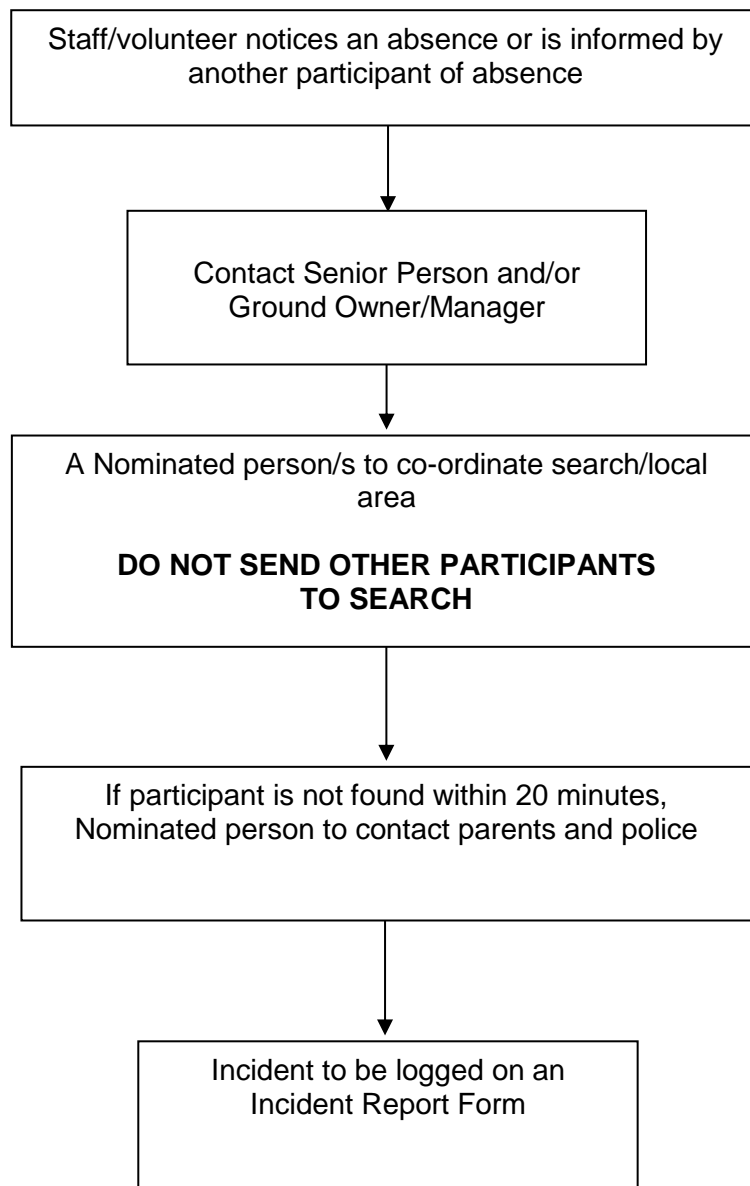 Staff/volunteer notices an absence or is informed by
another participant of absence
Contact Senior Person and/or
Ground Owner/Manager
A Nominated person/s to co-ordinate search/local
area
DO NOT SEND OTHER PARTICIPANTS
TO SEARCH
If participant is not found within 20 minutes,
Nominated person to contact parents and police
Incident to be logged on an
Incident Report Form